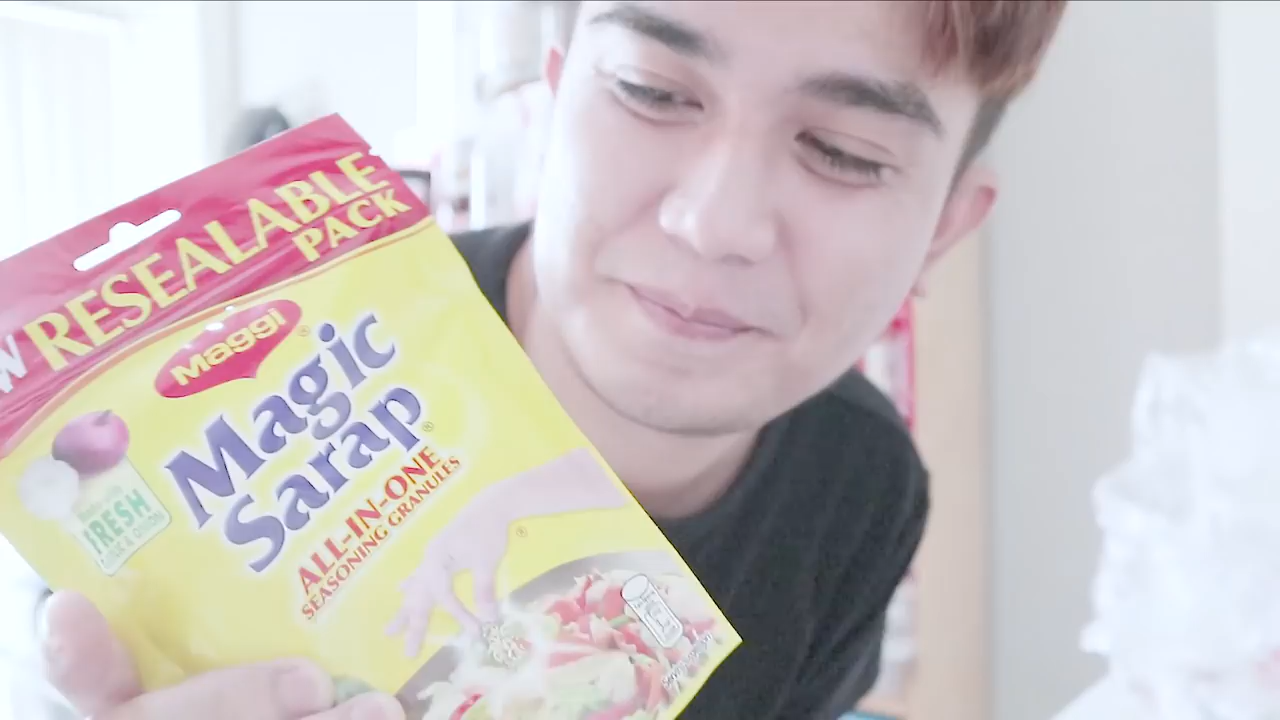 RESEALABLE
PACK
Maggi
Magic
Sarap
ALL-IN-ONE
SEASONING GRANULES
FRESH